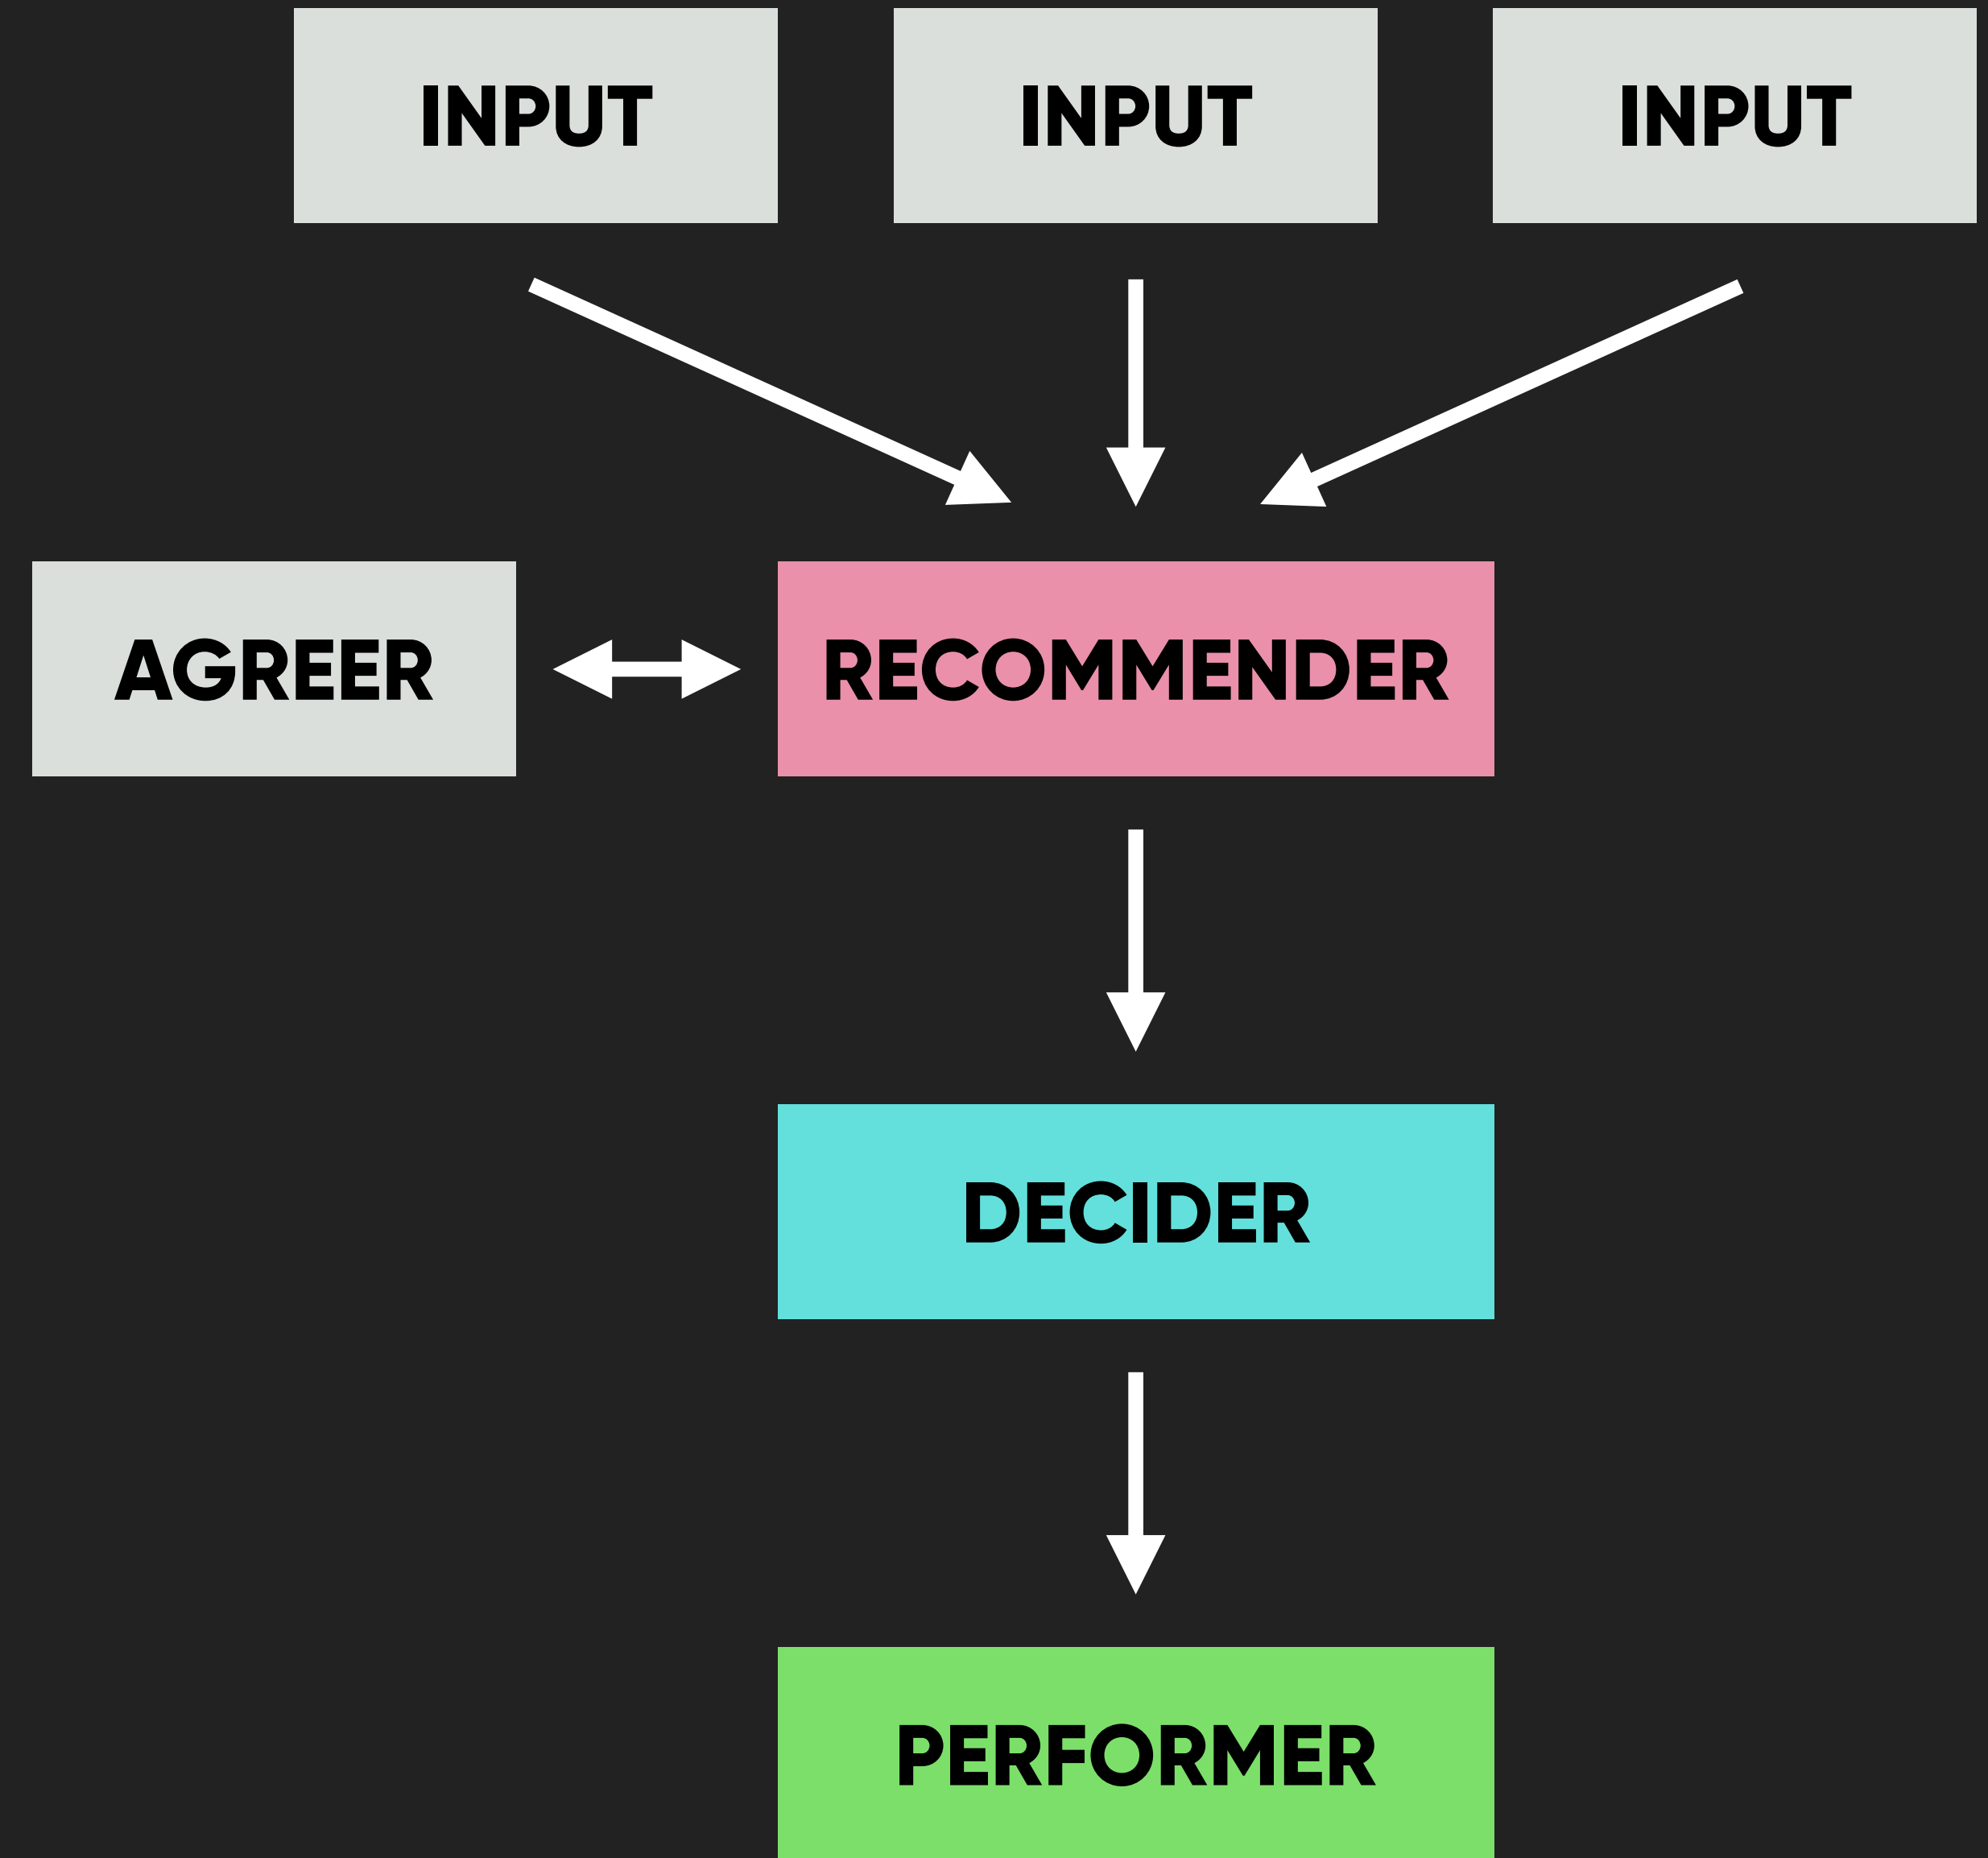 INPUT
INPUT
INPUT
AGREER
RECOMMENDER
DECIDER
PERFORMER